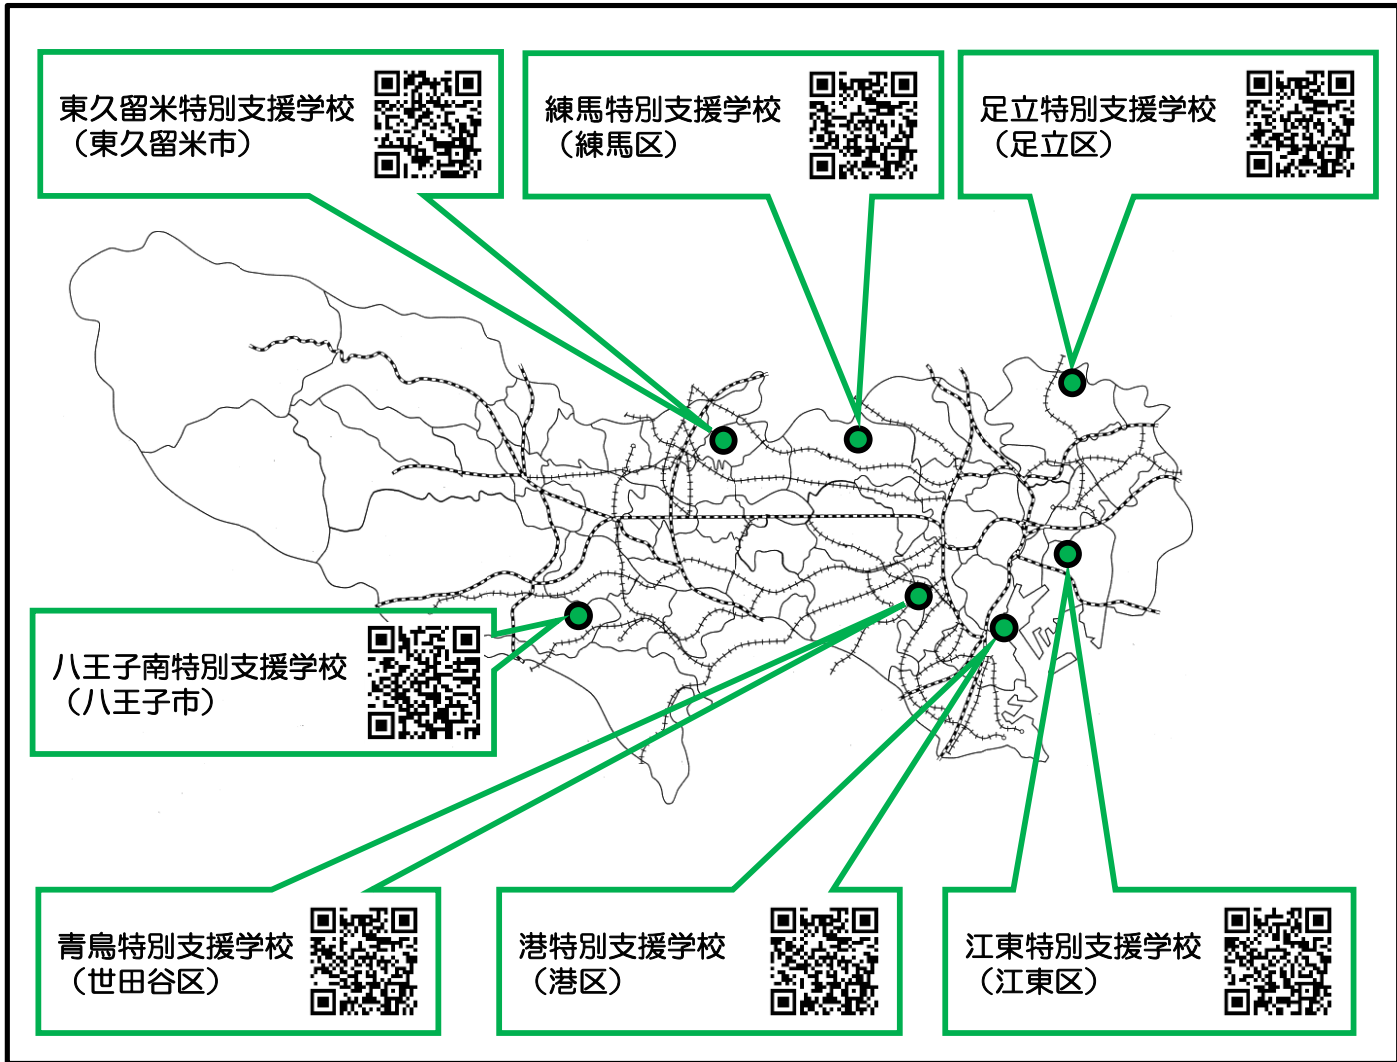 東久留米特別支援学校
（東久留米市）
練馬特別支援学校
（練馬区）
足立特別支援学校
（足立区）
八王子南特別支援学校
（八王子市）
青鳥特別支援学校
（世田谷区）
港特別支援学校
（港区）
江東特別支援学校
（江東区）